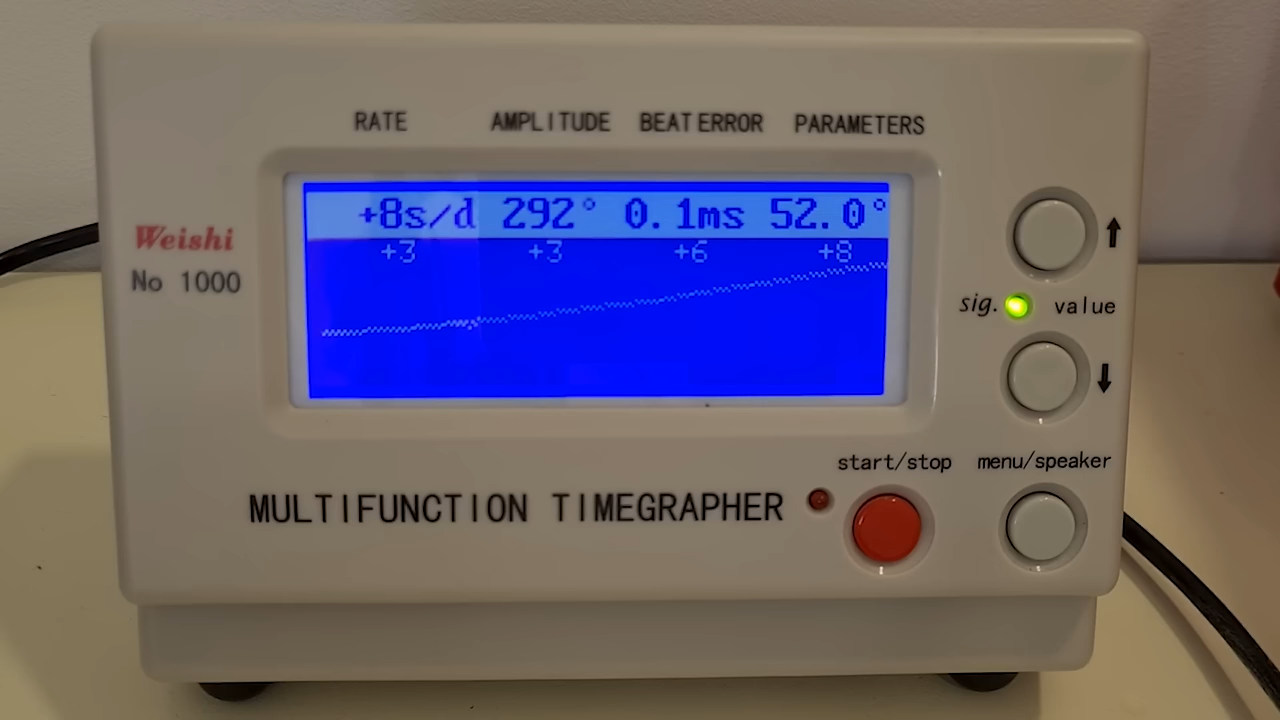 RATE AMPLITUDE BEAT ERROR PARAMETERS
+8s/d 292° 0.1ms 52.0°
+3 +3 +6 +8
Weishi
No 1000
sig. value
start/stop menu/speaker
MULTIFUNCTION TIMEGRAPHER